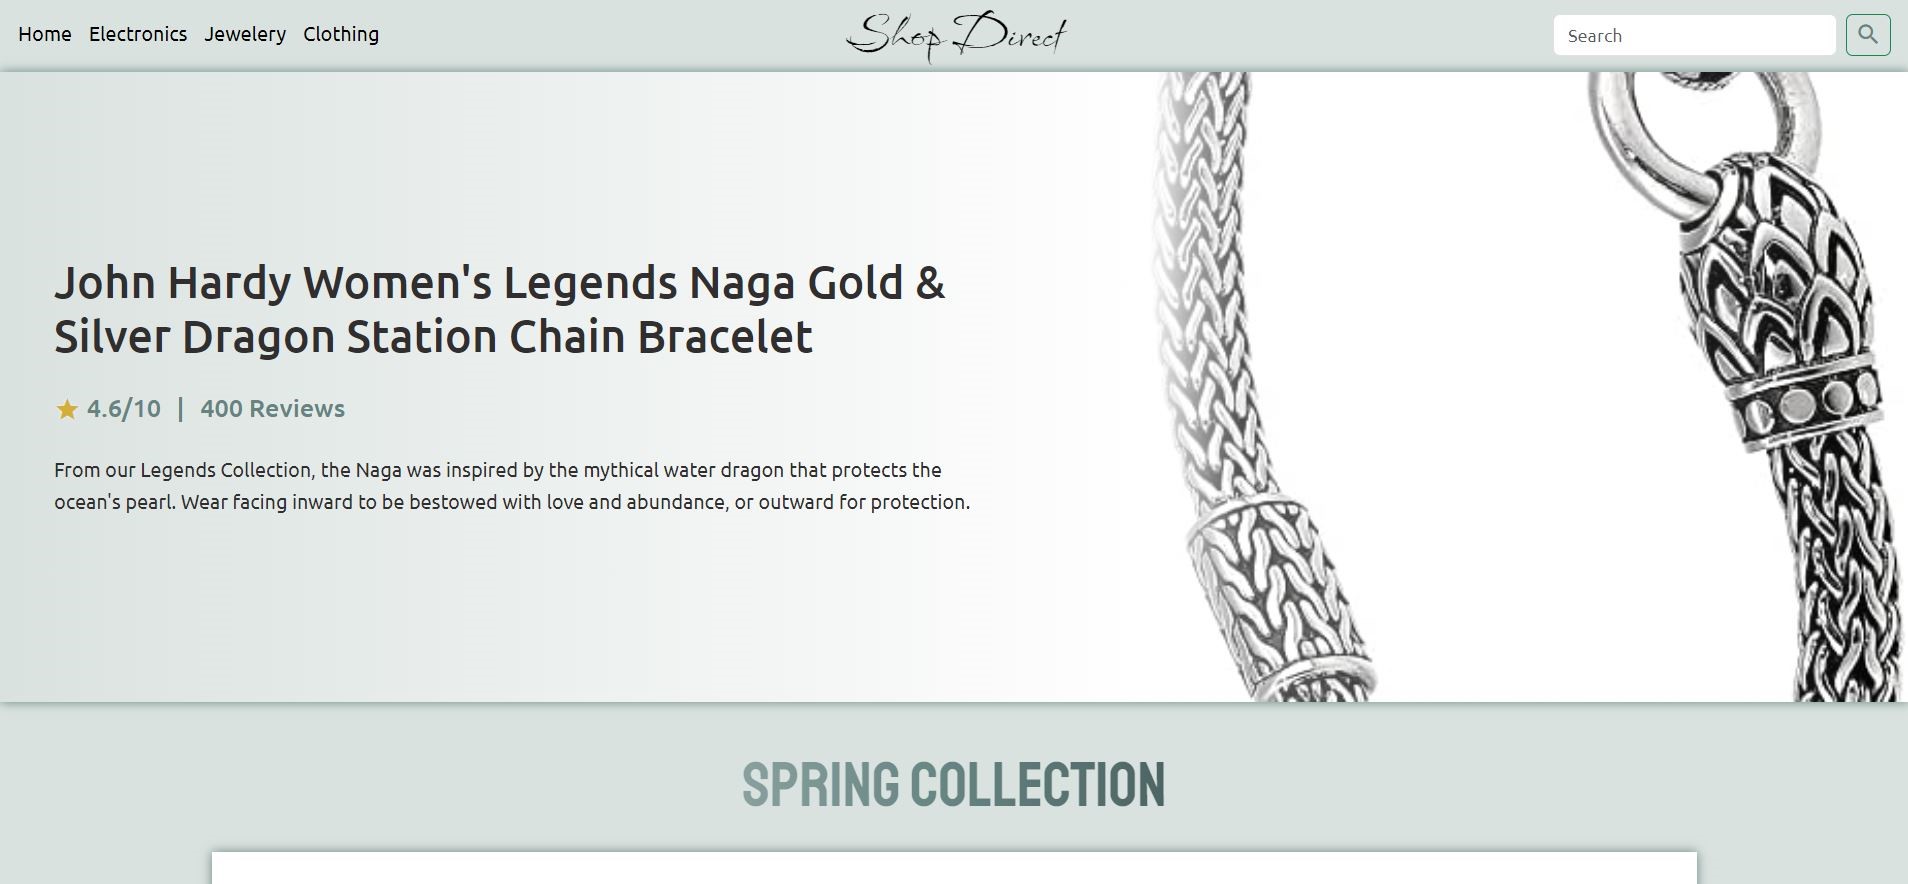 Home Electronics Jewelery Clothing
Shop Direct
Search
John Hardy Women's Legends Naga Gold &
Silver Dragon Station Chain Bracelet
4.6/10 | 400 Reviews
From our Legends Collection, the Naga was inspired by the mythical water dragon that protects the
ocean's pearl. Wear facing inward to be bestowed with love and abundance, or outward for protection.
SPRING COLLECTION